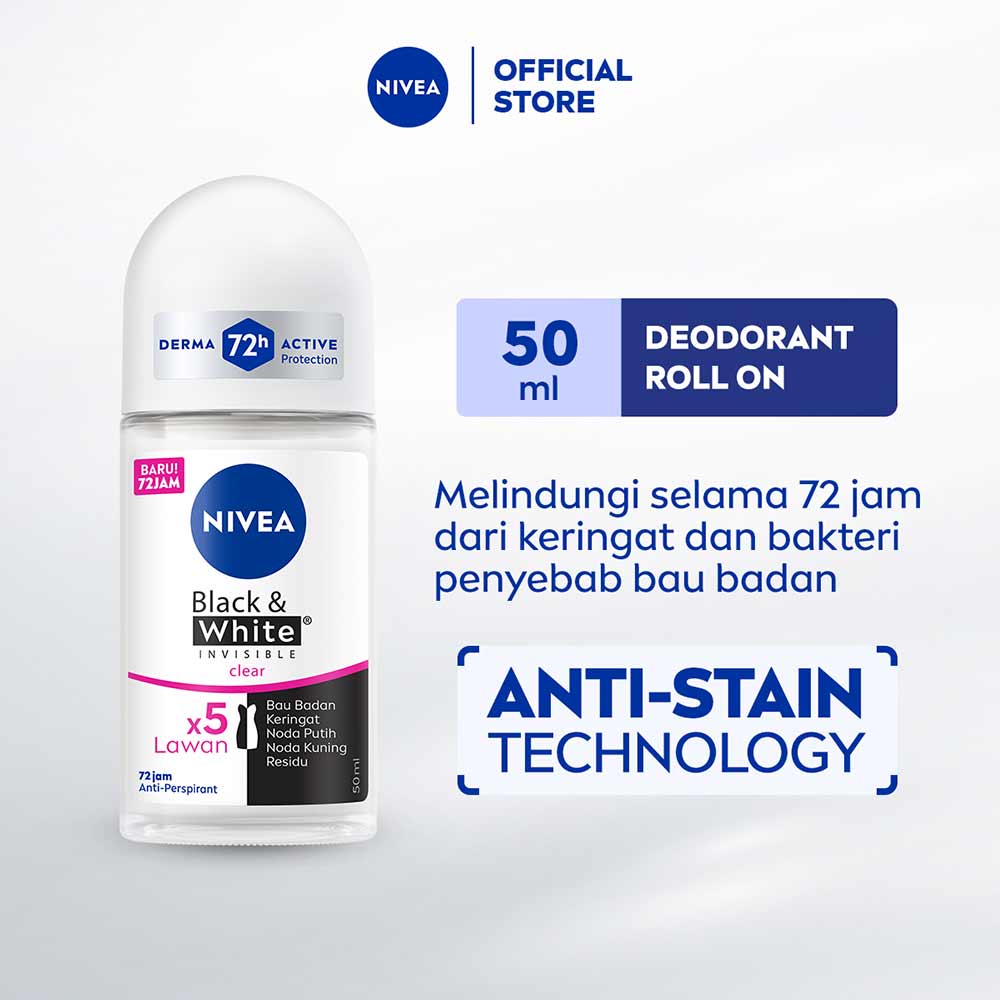 NIVEA
OFFICIAL
STORE
DERMA 72h ACTIVE
Protection
BARU!
72JAM
NIVEA
Black &
White®
INVISIBLE
clear
x5
Lawan
Bau Badan
Keringat
Noda Putih
Noda Kuning
Residu
72 jam
Anti-Perspirant
50 ml
50
ml
DEODORANT
ROLL ON
Melindungi selama 72 jam
dari keringat dan bakteri
penyebab bau badan
ANTI-STAIN
TECHNOLOGY